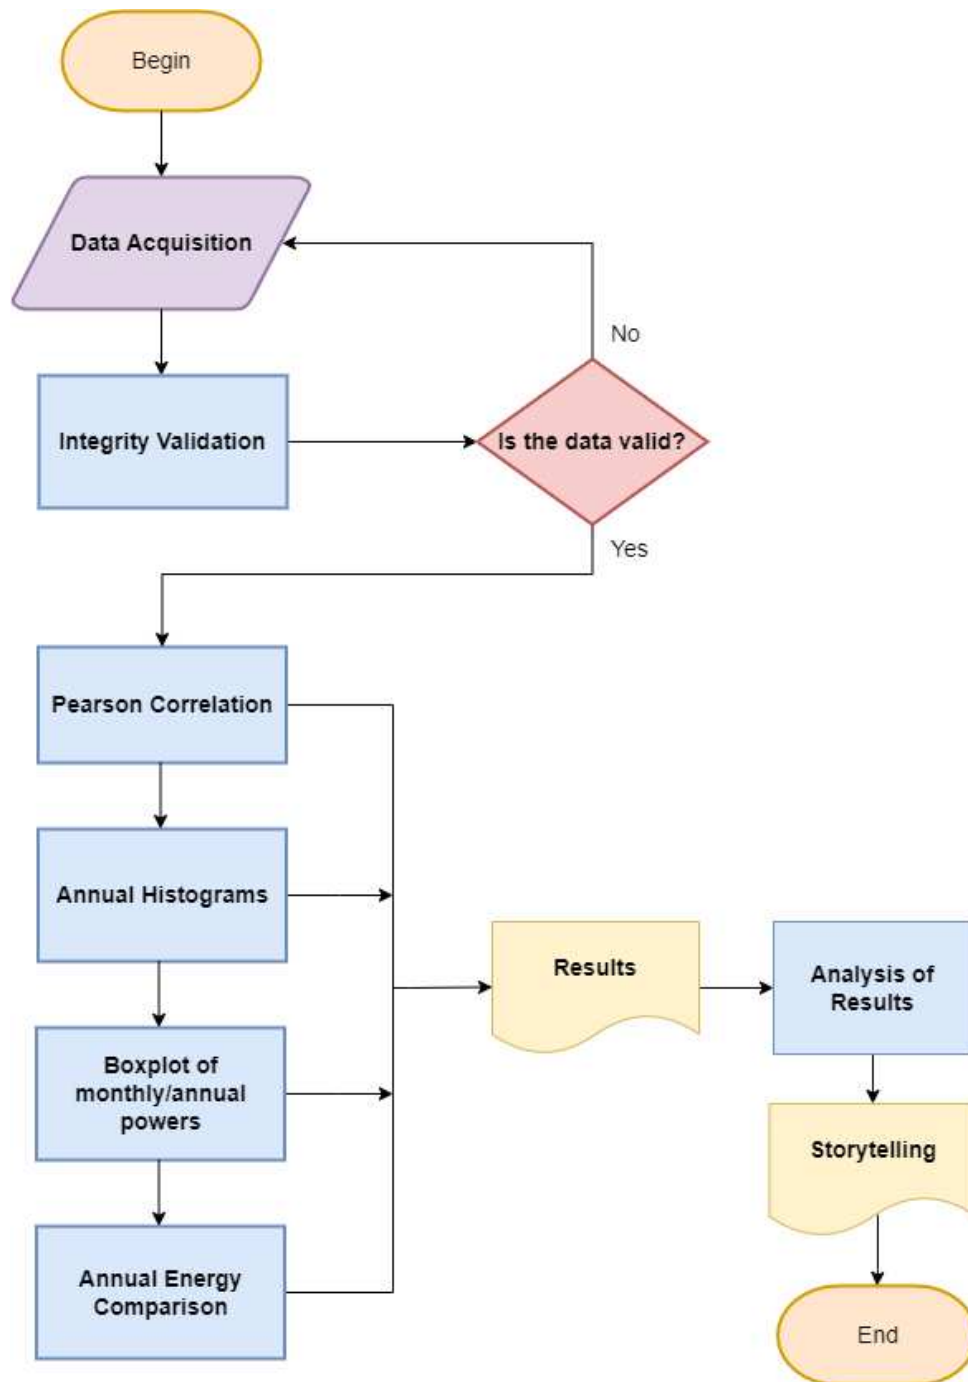 Begin
Data Acquisition
No
Integrity Validation
Is the data valid?
Yes
Pearson Correlation
Annual Histograms
Boxplot of
monthly/annual
powers
Annual Energy
Comparison
Results
Analysis of
Results
Storytelling
End